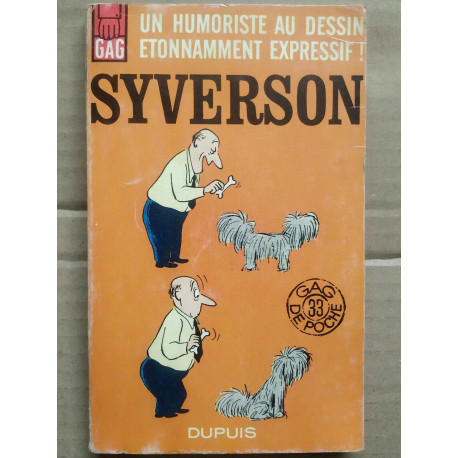 UN HUMORISTE AU DESSIN
GAG ETONNAMMENT EXPRESSIF !
SYVERSON
GAG
33
DE POCHE
DUPUIS